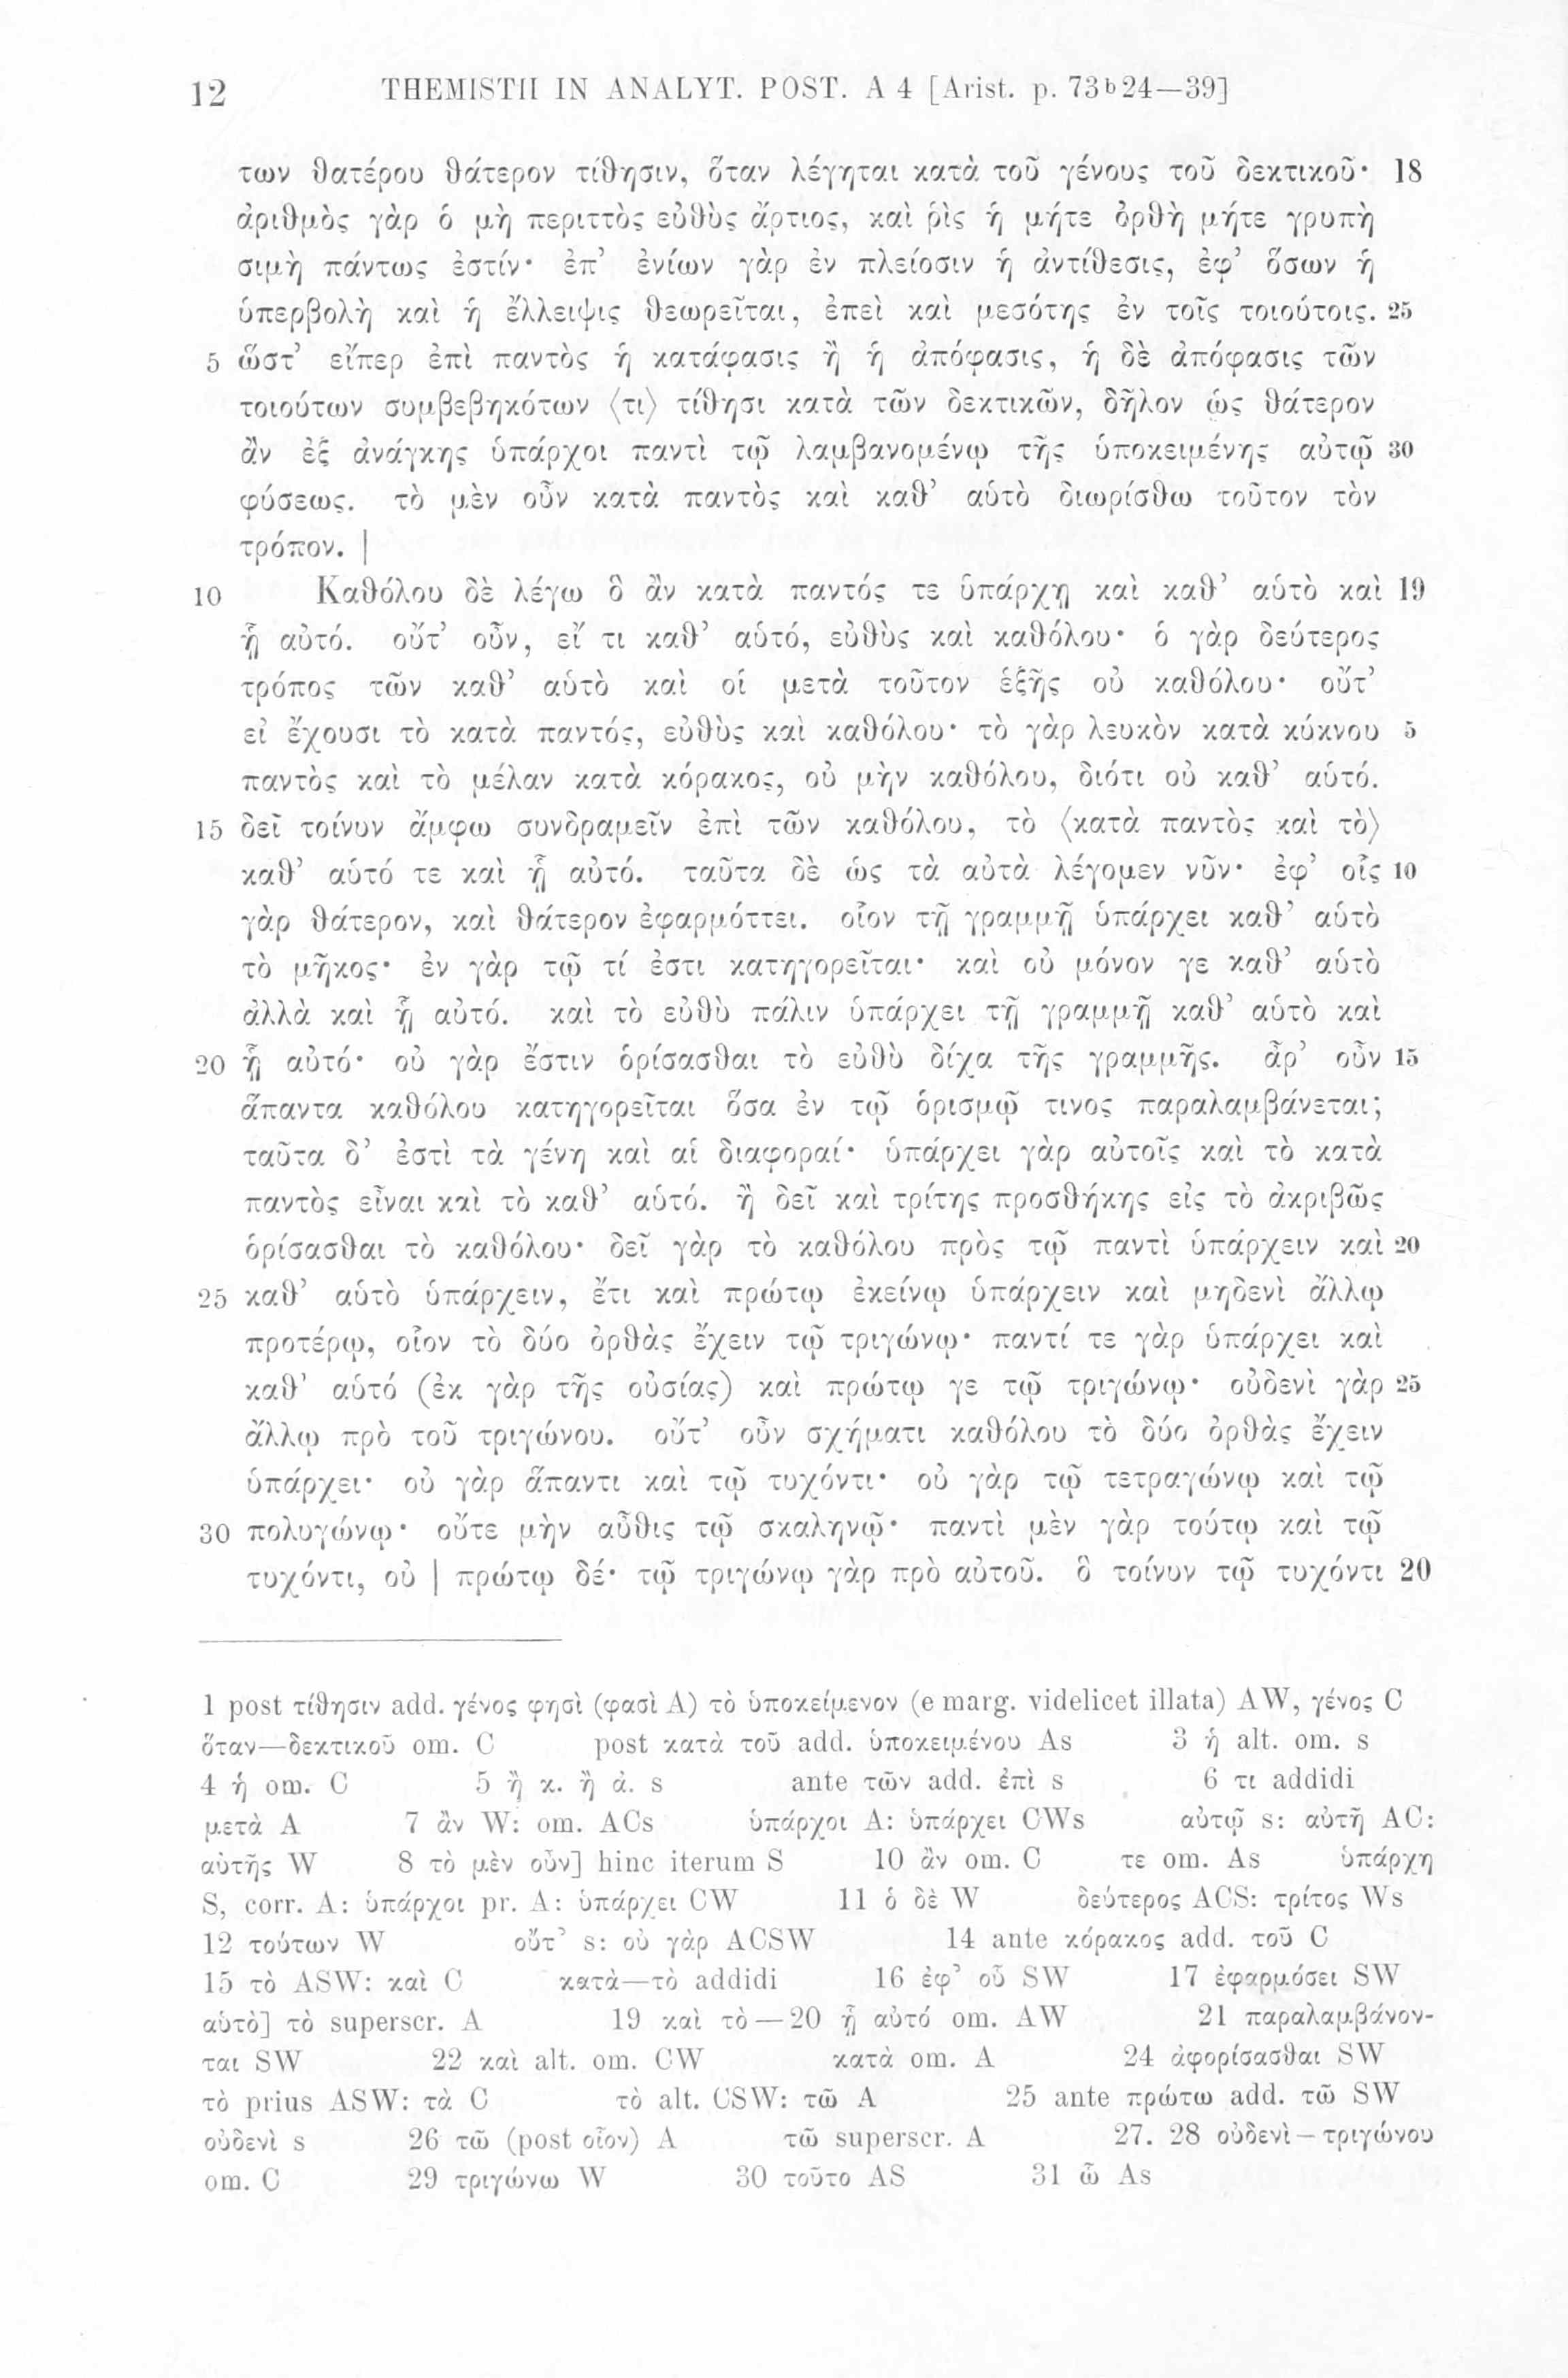 12 THEMISTII IN ANALYT. POST. A 4 [Arist. p. 73b24—39]
των θατέρου θάτερον τίθησιν, ὅταν λέγηται κατὰ τοῦ γένους τοῦ δεκτικοῦ· 18
ἀριθμὸς γὰρ ὁ μὴ περιττὸς εὐθὺς ἄρτιος, καὶ ῥὶς ἡ μήτε ὀρθὴ μήτε γρυπὴ
σιμὴ πάντως ἐστίν· ἐπ’ ἐνίων γὰρ ἐν πλείοσιν ἡ ἀντίθεσις, ἐφ’ ὅσων ἡ
ὑπερβολὴ καὶ ἡ ἔλλειψις θεωρεῖται, ἐπεὶ καὶ μεσότης ἐν τοῖς τοιούτοις. 25
5 ὥστ’ εἴπερ ἐπὶ παντὸς ἡ κατάφασις ἢ ἡ ἀπόφασις, ἡ δὲ ἀπόφασις τῶν
τοιούτων συμβεβηκότων ⟨τι⟩ τίθησι κατὰ τῶν δεκτικῶν, δῆλον ὡς θάτερον
ἂν ἐξ ἀνάγκης ὑπάρχοι παντὶ τῷ λαμβανομένῳ τῆς ὑποκειμένης αὐτῷ 30
φύσεως. τὸ μὲν οὖν κατὰ παντὸς καὶ καθ’ αὑτὸ διωρίσθω τοῦτον τὸν
τρόπον. |
10 Καθόλου δὲ λέγω ὃ ἂν κατὰ παντός τε ὑπάρχῃ καὶ καθ’ αὑτὸ καὶ 19
ᾗ αὐτό. οὔτ’ οὖν, εἴ τι καθ’ αὑτό, εὐθὺς καὶ καθόλου· ὁ γὰρ δεύτερος
τρόπος τῶν καθ’ αὑτὸ καὶ οἱ μετὰ τοῦτον ἑξῆς οὐ καθόλου· οὔτ’
εἰ ἔχουσι τὸ κατὰ παντός, εὐθὺς καὶ καθόλου· τὸ γὰρ λευκὸν κατὰ κύκνου 5
παντὸς καὶ τὸ μέλαν κατὰ κόρακος, οὐ μὴν καθόλου, διότι οὐ καθ’ αὑτό.
15 δεῖ τοίνυν ἄμφω συνδραμεῖν ἐπὶ τῶν καθόλου, τὸ ⟨κατὰ παντὸς καὶ τὸ⟩
καθ’ αὑτό τε καὶ ᾗ αὐτό. ταῦτα δὲ ὡς τὰ αὐτὰ λέγομεν νῦν· ἐφ’ οἷς 10
γὰρ θάτερον, καὶ θάτερον ἐφαρμόττει. οἷον τῇ γραμμῇ ὑπάρχει καθ’ αὑτὸ
τὸ μῆκος· ἐν γὰρ τῷ τί ἐστι κατηγορεῖται· καὶ οὐ μόνον γε καθ’ αὑτὸ
ἀλλὰ καὶ ᾗ αὐτό. καὶ τὸ εὐθὺ πάλιν ὑπάρχει τῇ γραμμῇ καθ’ αὑτὸ καὶ
20 ᾗ αὐτό· οὐ γὰρ ἔστιν ὁρίσασθαι τὸ εὐθὺ δίχα τῆς γραμμῆς. ἆρ’ οὖν 15
ἅπαντα καθόλου κατηγορεῖται ὅσα ἐν τῷ ὁρισμῷ τινος παραλαμβάνεται;
ταῦτα δ’ ἐστὶ τὰ γένη καὶ αἱ διαφοραί· ὑπάρχει γὰρ αὐτοῖς καὶ τὸ κατὰ
παντὸς εἶναι καὶ τὸ καθ’ αὑτό. ἢ δεῖ καὶ τρίτης προσθήκης εἰς τὸ ἀκριβῶς
ὁρίσασθαι τὸ καθόλου· δεῖ γὰρ τὸ καθόλου πρὸς τῷ παντὶ ὑπάρχειν καὶ 20
25 καθ’ αὑτὸ ὑπάρχειν, ἔτι καὶ πρώτῳ ἐκείνῳ ὑπάρχειν καὶ μηδενὶ ἄλλῳ
προτέρῳ, οἷον τὸ δύο ὀρθὰς ἔχειν τῷ τριγώνῳ· παντί τε γὰρ ὑπάρχει καὶ
καθ’ αὑτό (ἐκ γὰρ τῆς οὐσίας) καὶ πρώτῳ γε τῷ τριγώνῳ· οὐδενὶ γὰρ 25
ἄλλῳ πρὸ τοῦ τριγώνου. οὔτ’ οὖν σχήματι καθόλου τὸ δύο ὀρθὰς ἔχειν
ὑπάρχει· οὐ γὰρ ἅπαντι καὶ τῷ τυχόντι· οὐ γὰρ τῷ τετραγώνῳ καὶ τῷ
30 πολυγώνῳ· οὔτε μὴν αὖθις τῷ σκαληνῷ· παντὶ μὲν γὰρ τούτῳ καὶ τῷ
τυχόντι, οὐ | πρώτῳ δέ· τῷ τριγώνῳ γὰρ πρὸ αὐτοῦ. ὃ τοίνυν τῷ τυχόντι 20
1 post τίθησιν add. γένος φησὶ (φασὶ A) τὸ ὑποκείμενον (e marg. videlicet illata) AW, γένος C
ὅταν—δεκτικοῦ om. C post κατὰ τοῦ add. ὑποκειμένου As 3 ἡ alt. om. s
4 ἡ om. C 5 ἢ κ. ἢ ἀ. s ante τῶν add. ἐπὶ s 6 τι addidi
μετὰ A 7 ἂν W: om. ACs ὑπάρχοι A: ὑπάρχει CWs αὐτῷ s: αὐτῆ AC:
αὐτῆς W 8 τὸ μὲν οὖν] hinc iterum S 10 ἂν om. C τε om. As ὑπάρχη
S, corr. A: ὑπάρχοι pr. A: ὑπάρχει CW 11 ὁ δὲ W δεύτερος ACS: τρίτος Ws
12 τούτων W οὔτ’ s: οὐ γὰρ ACSW 14 ante κόρακος add. τοῦ C
15 τὸ ASW: καὶ C κατὰ—τὸ addidi 16 ἐφ’ οὗ SW 17 ἐφαρμόσει SW
αὑτὸ] τὸ superscr. A 19 καὶ τὸ—20 ᾗ αὐτό om. AW 21 παραλαμβάνον-
ται SW 22 καὶ alt. om. CW κατὰ om. A 24 ἀφορίσασθαι SW
τὸ prius ASW: τὰ C τὸ alt. CSW: τῶ A 25 ante πρώτω add. τῶ SW
οὐδενὶ s 26 τῶ (post οἷον) A τῶ superscr. A 27. 28 οὐδενὶ—τριγώνου
om. C 29 τριγώνω W 30 τοῦτο AS 31 ὧ As